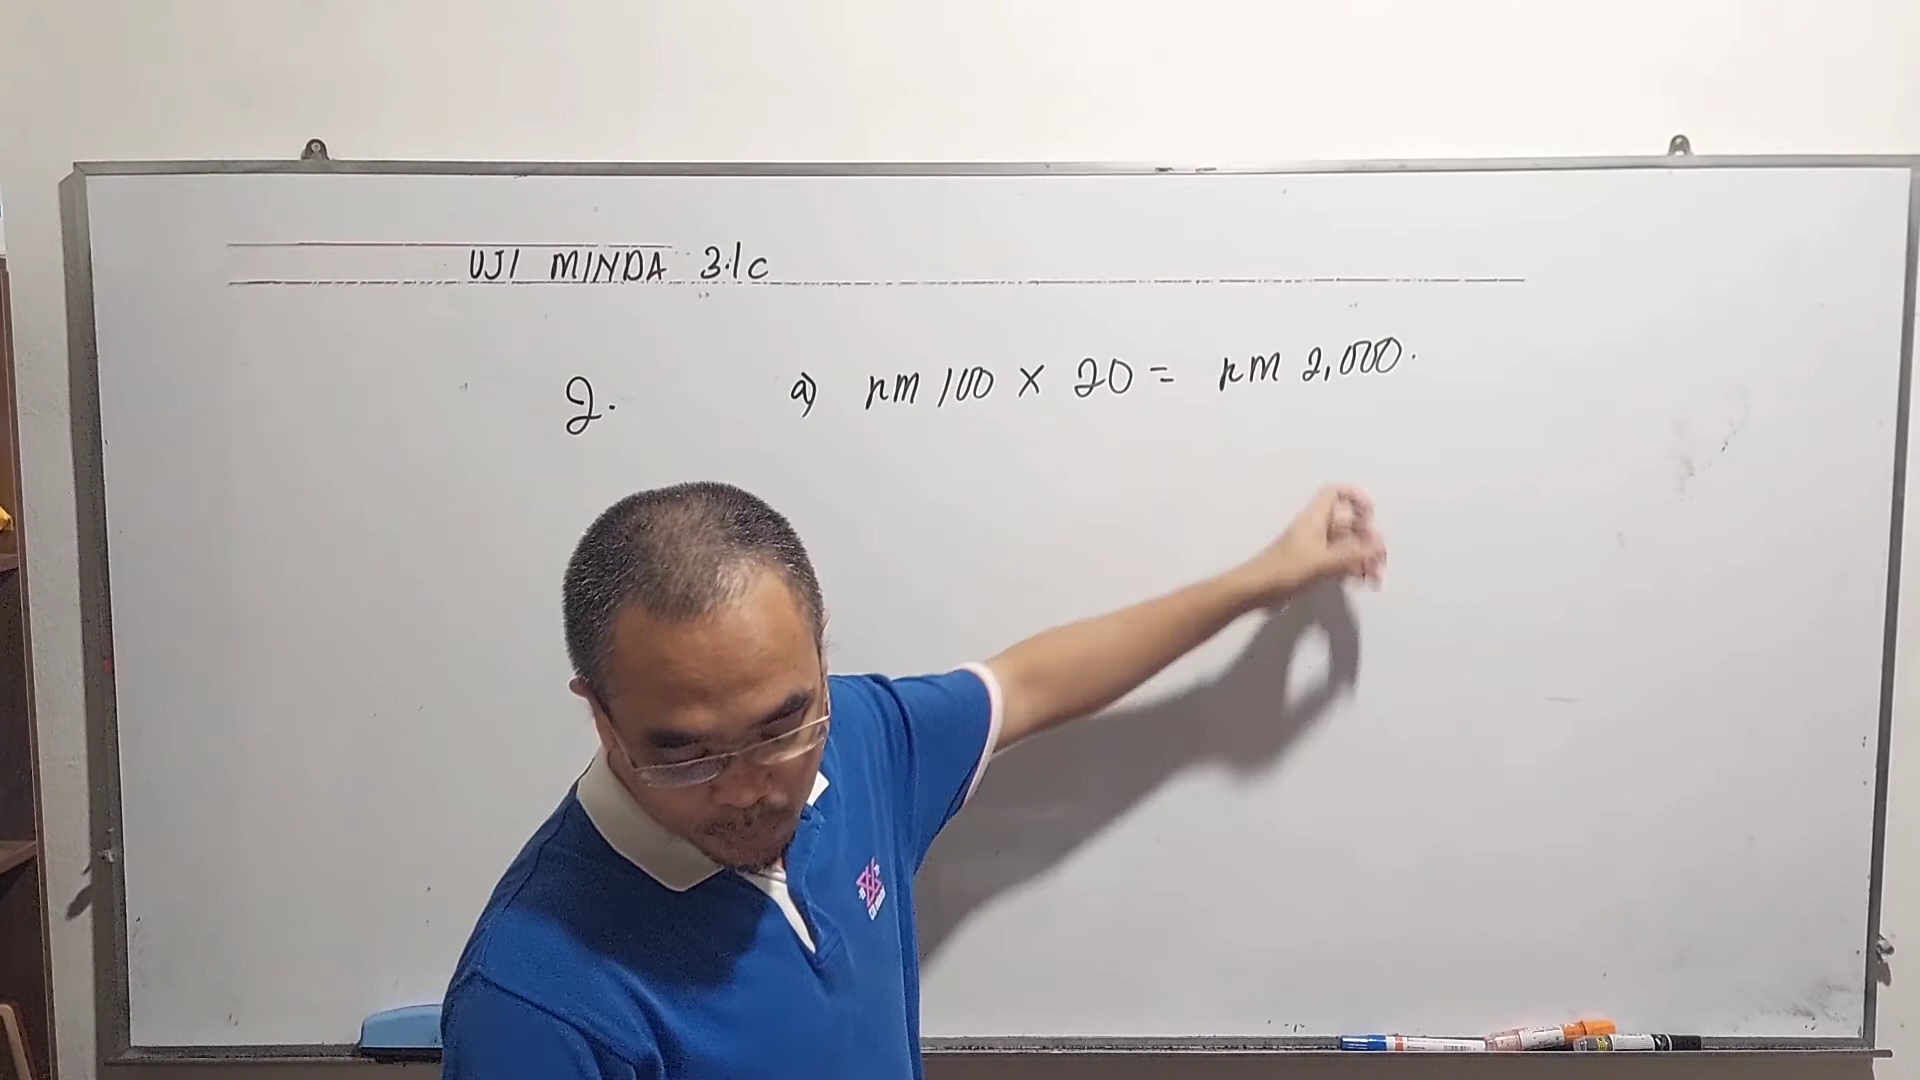 UJI MINDA 3.1c
2. a) RM 100 × 20 = RM 2,000.